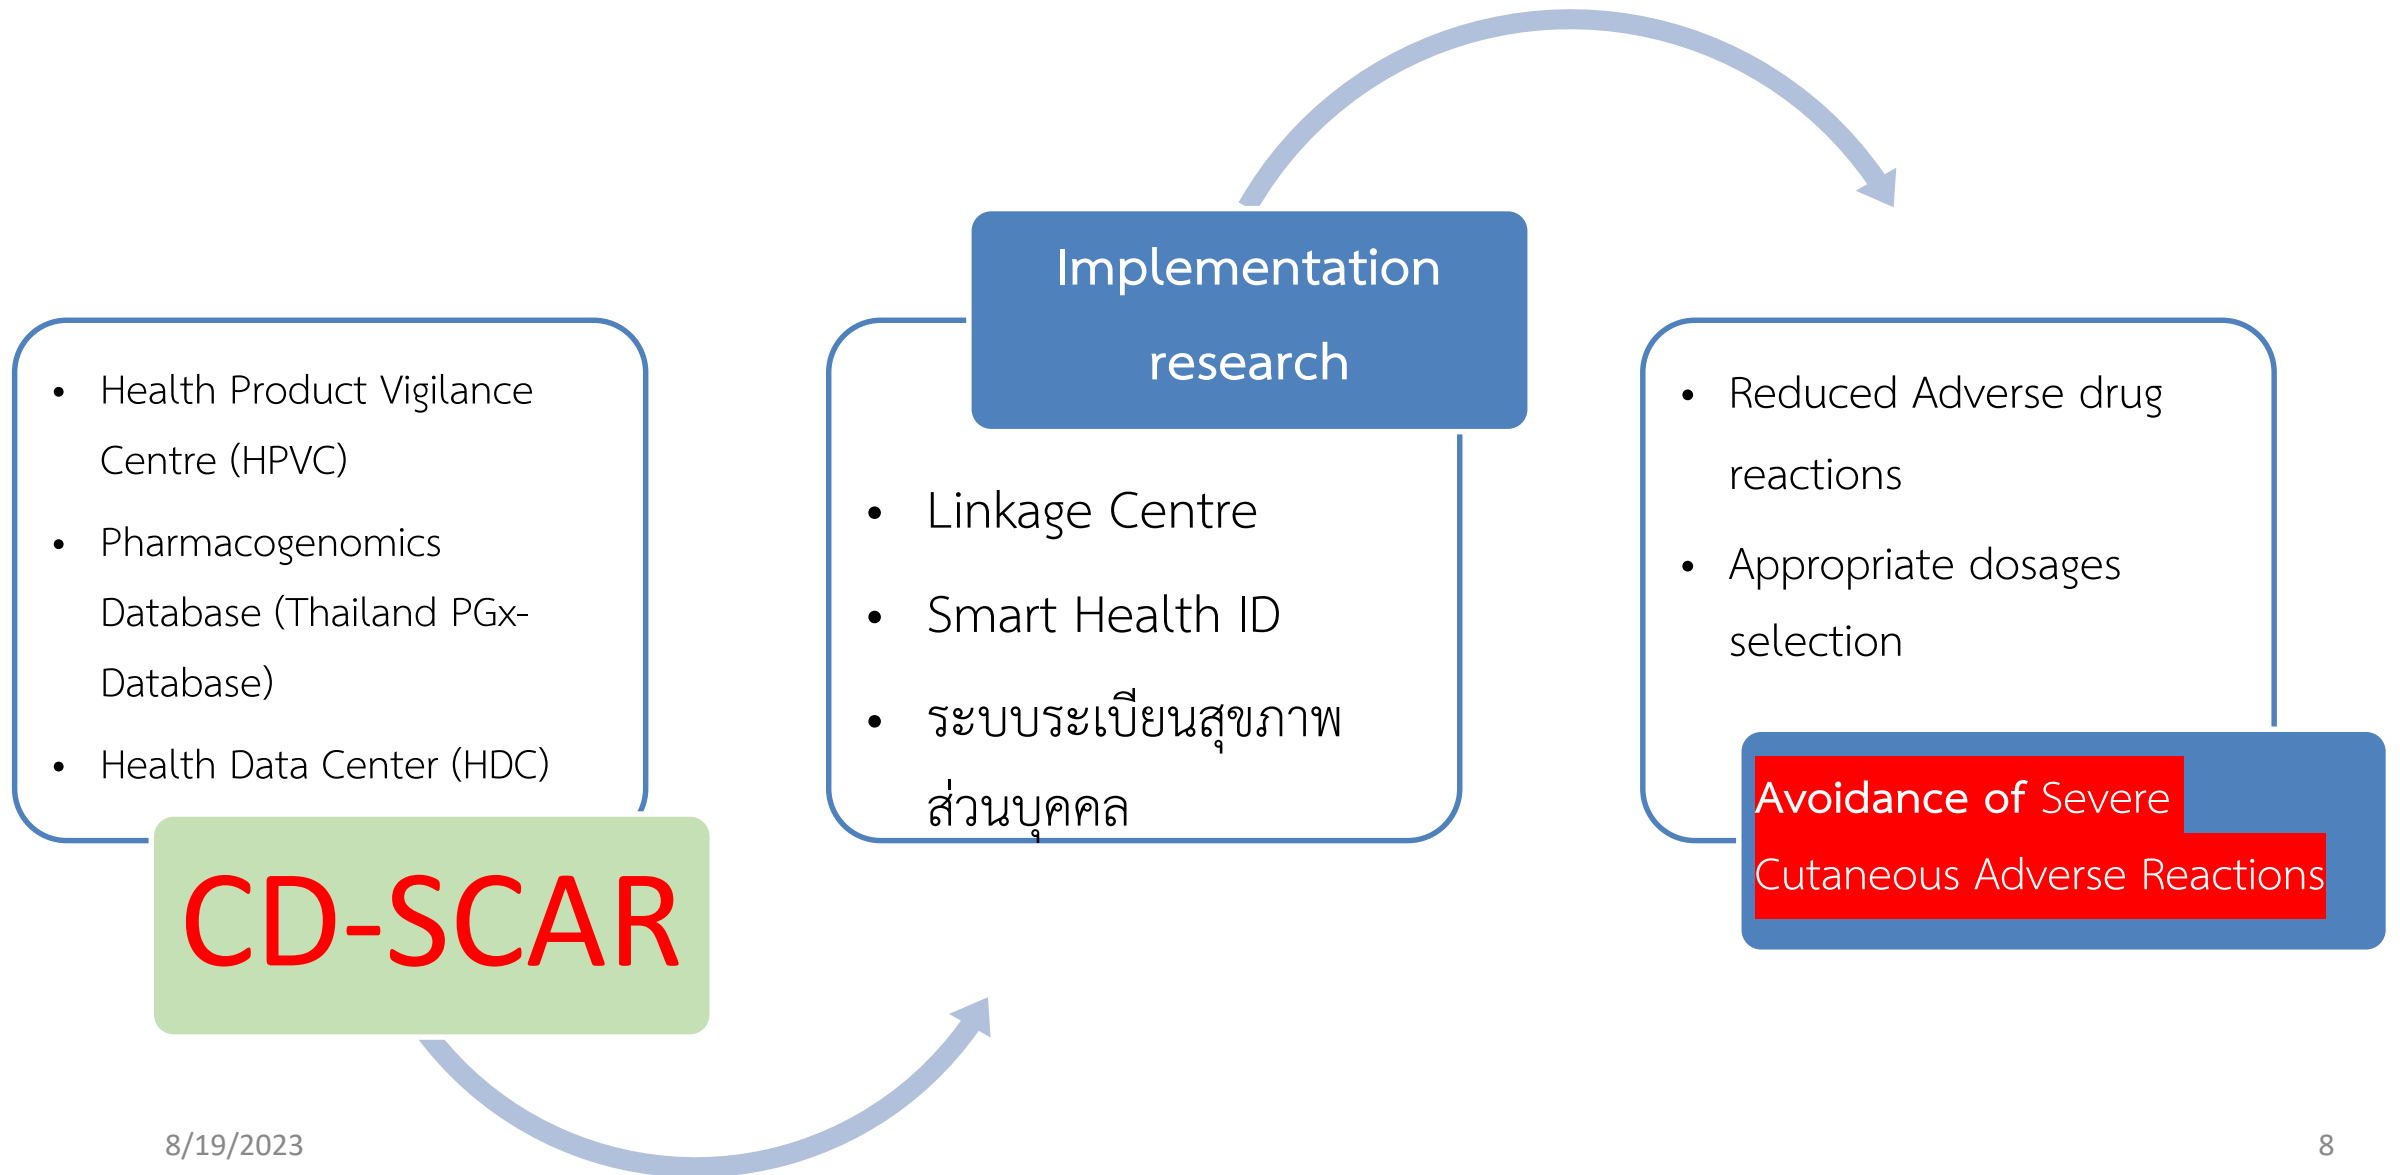 • Health Product Vigilance
Centre (HPVC)
• Pharmacogenomics
Database (Thailand PGx-
Database)
• Health Data Center (HDC)
CD-SCAR
Implementation
research
• Linkage Centre
• Smart Health ID
• ระบบระเบียนสุขภาพ
ส่วนบุคคล
• Reduced Adverse drug
reactions
• Appropriate dosages
selection
Avoidance of Severe
Cutaneous Adverse Reactions
8/19/2023
8